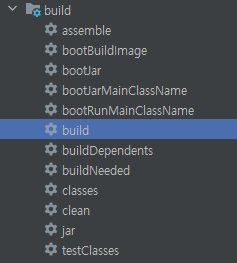 build
assemble
bootBuildImage
bootJar
bootJarMainClassName
bootRunMainClassName
build
buildDependents
buildNeeded
classes
clean
jar
testClasses